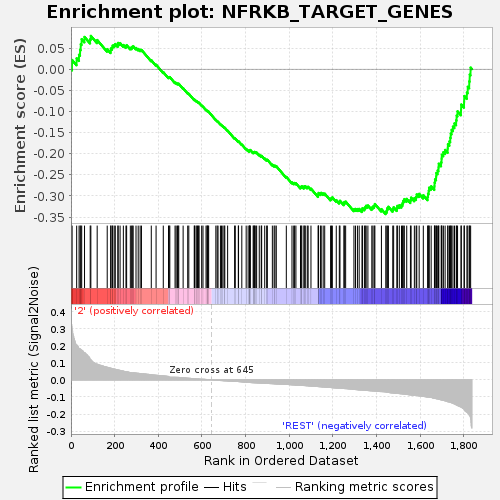 Enrichment plot: NFRKB_TARGET_GENES
Enrichment score (ES)
0.05
0.00
-0.05
-0.10
-0.15
-0.20
-0.25
-0.30
-0.35
Ranked list metric (Signal2Noise)
0.4
0.3
0.2
0.1
0.0
-0.1
-0.2
-0.3
'2' (positively correlated)
Zero cross at 645
'REST' (negatively correlated)
0
200
400
600
800
1,000
1,200
1,400
1,600
1,800
Rank in Ordered Dataset
Enrichment profile
Hits
Ranking metric scores